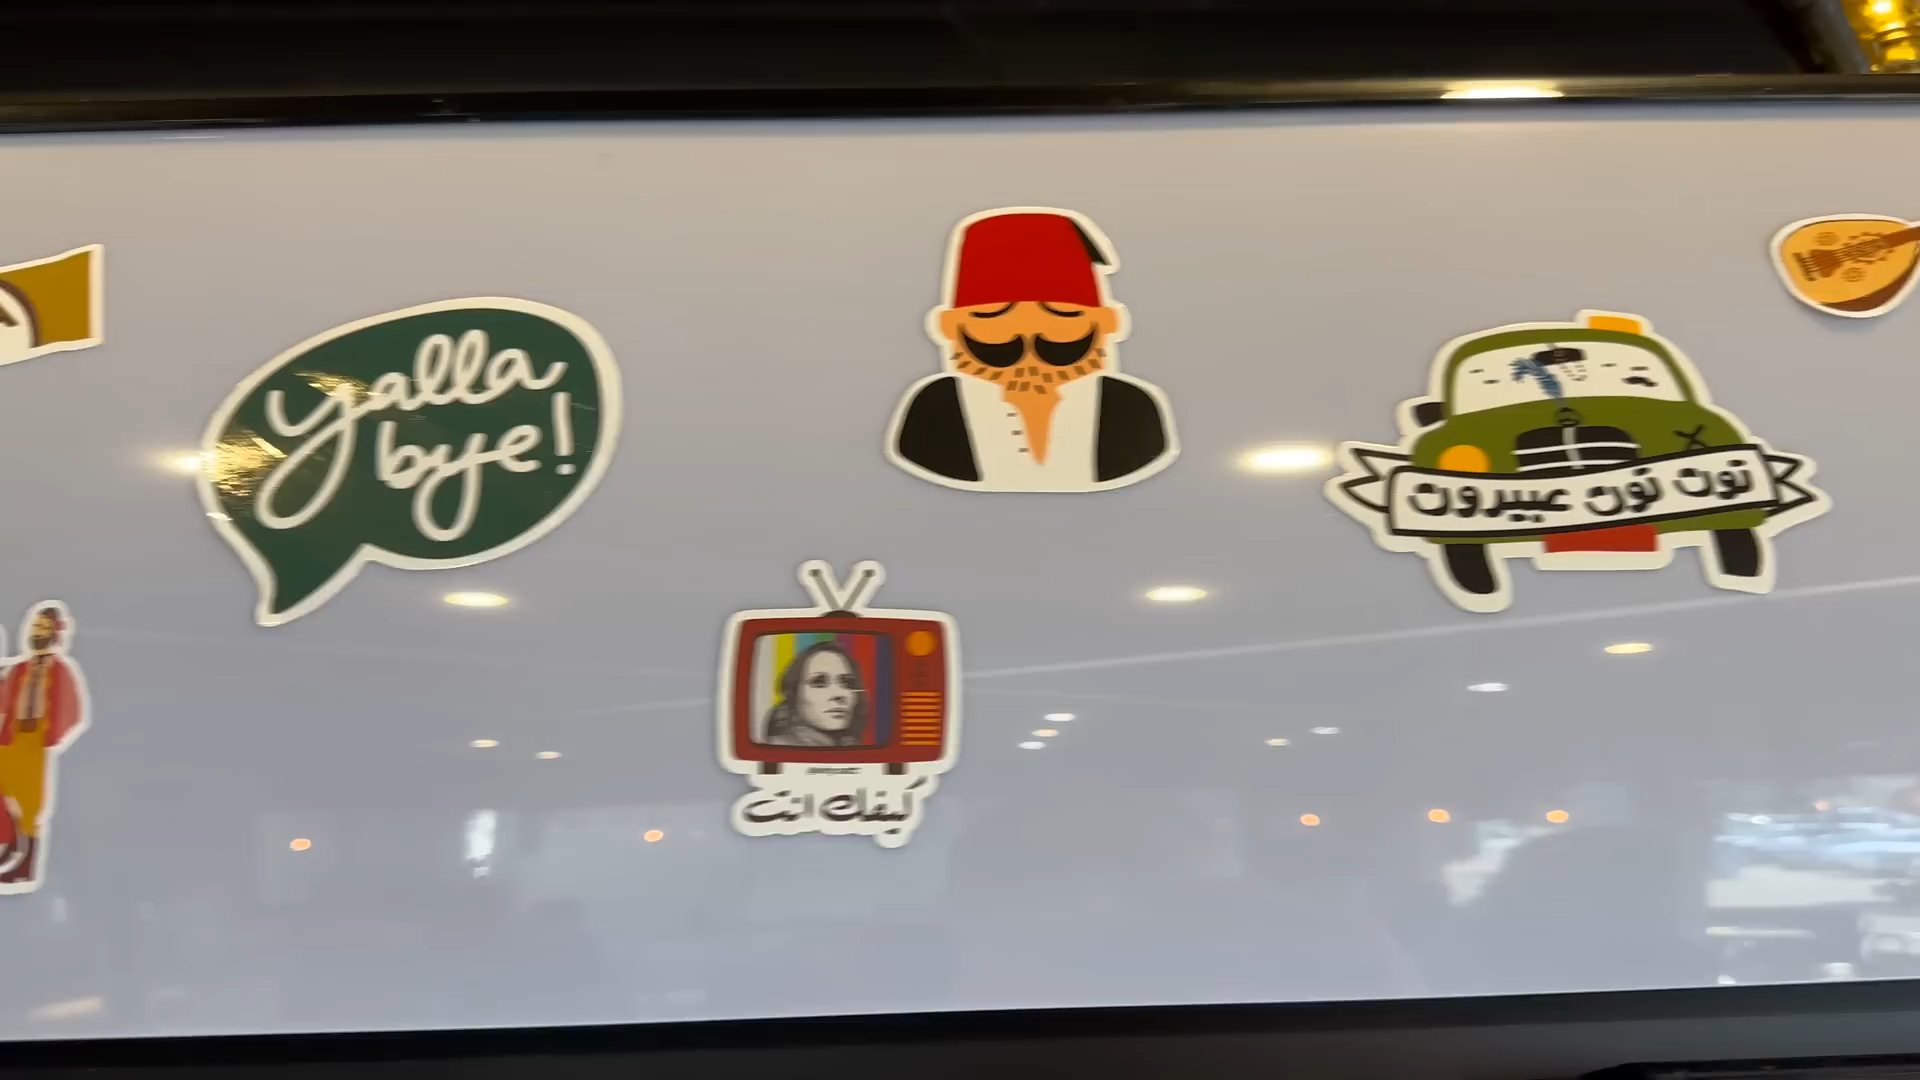 yalla
bye!
توت توت عبيروت
كيفك انت